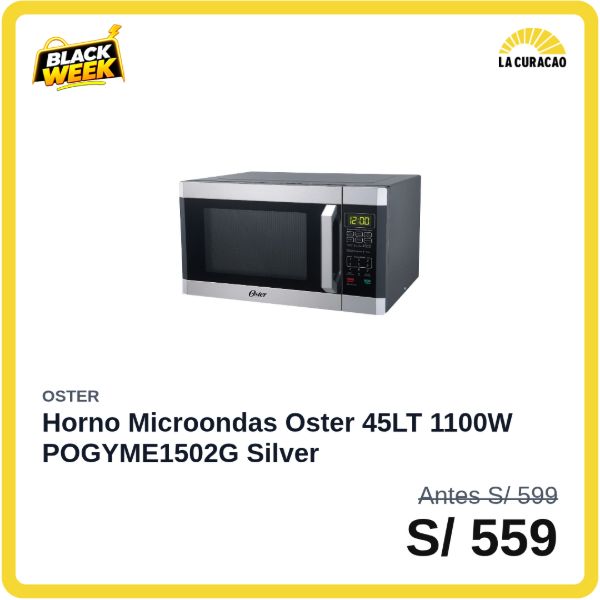 BLACK
WEEK
LA CURACAO
12:00
Oster
OSTER
Horno Microondas Oster 45LT 1100W
POGYME1502G Silver
Antes S/ 599
S/ 559